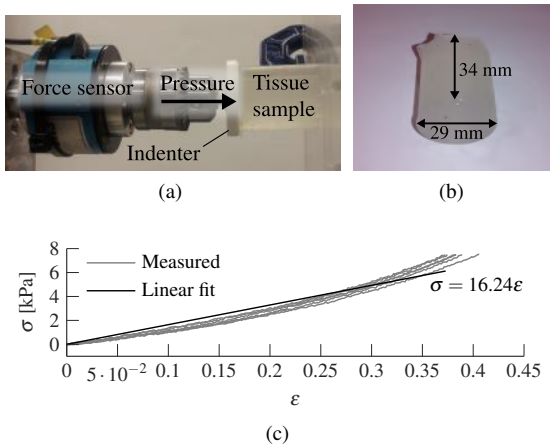 Force sensor
Pressure
Tissue
sample
Indenter
(a)
34 mm
29 mm
(b)
σ [kPa]
8
6
4
2
0
Measured
Linear fit
σ = 16.24ε
0 5·10⁻² 0.1 0.15 0.2 0.25 0.3 0.35 0.4 0.45
ε
(c)